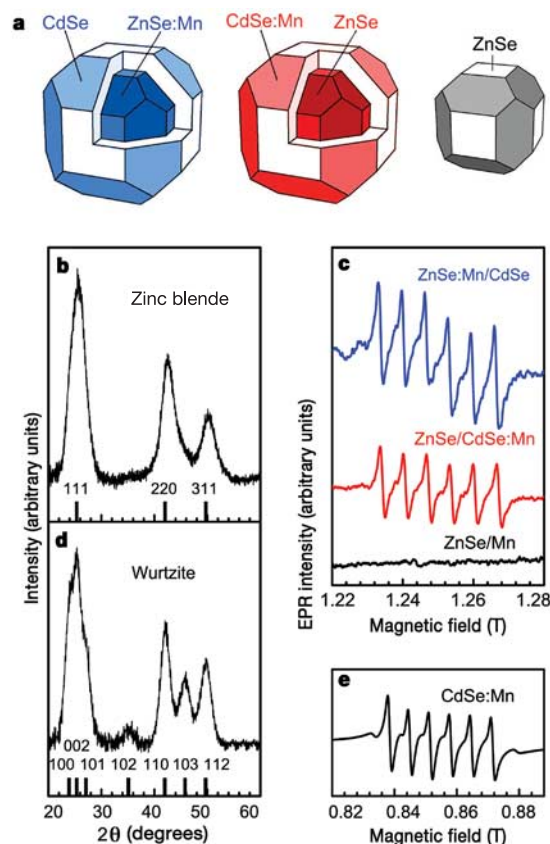 a
CdSe ZnSe:Mn CdSe:Mn ZnSe
ZnSe
b
Zinc blende
111 220 311
Intensity (arbitrary units)
d
Wurtzite
002
100 101 102 110 103 112
20 30 40 50 60
2θ (degrees)
c
ZnSe:Mn/CdSe
ZnSe/CdSe:Mn
ZnSe/Mn
EPR intensity (arbitrary units)
1.22 1.24 1.26 1.28
Magnetic field (T)
e
CdSe:Mn
0.82 0.84 0.86 0.88
Magnetic field (T)